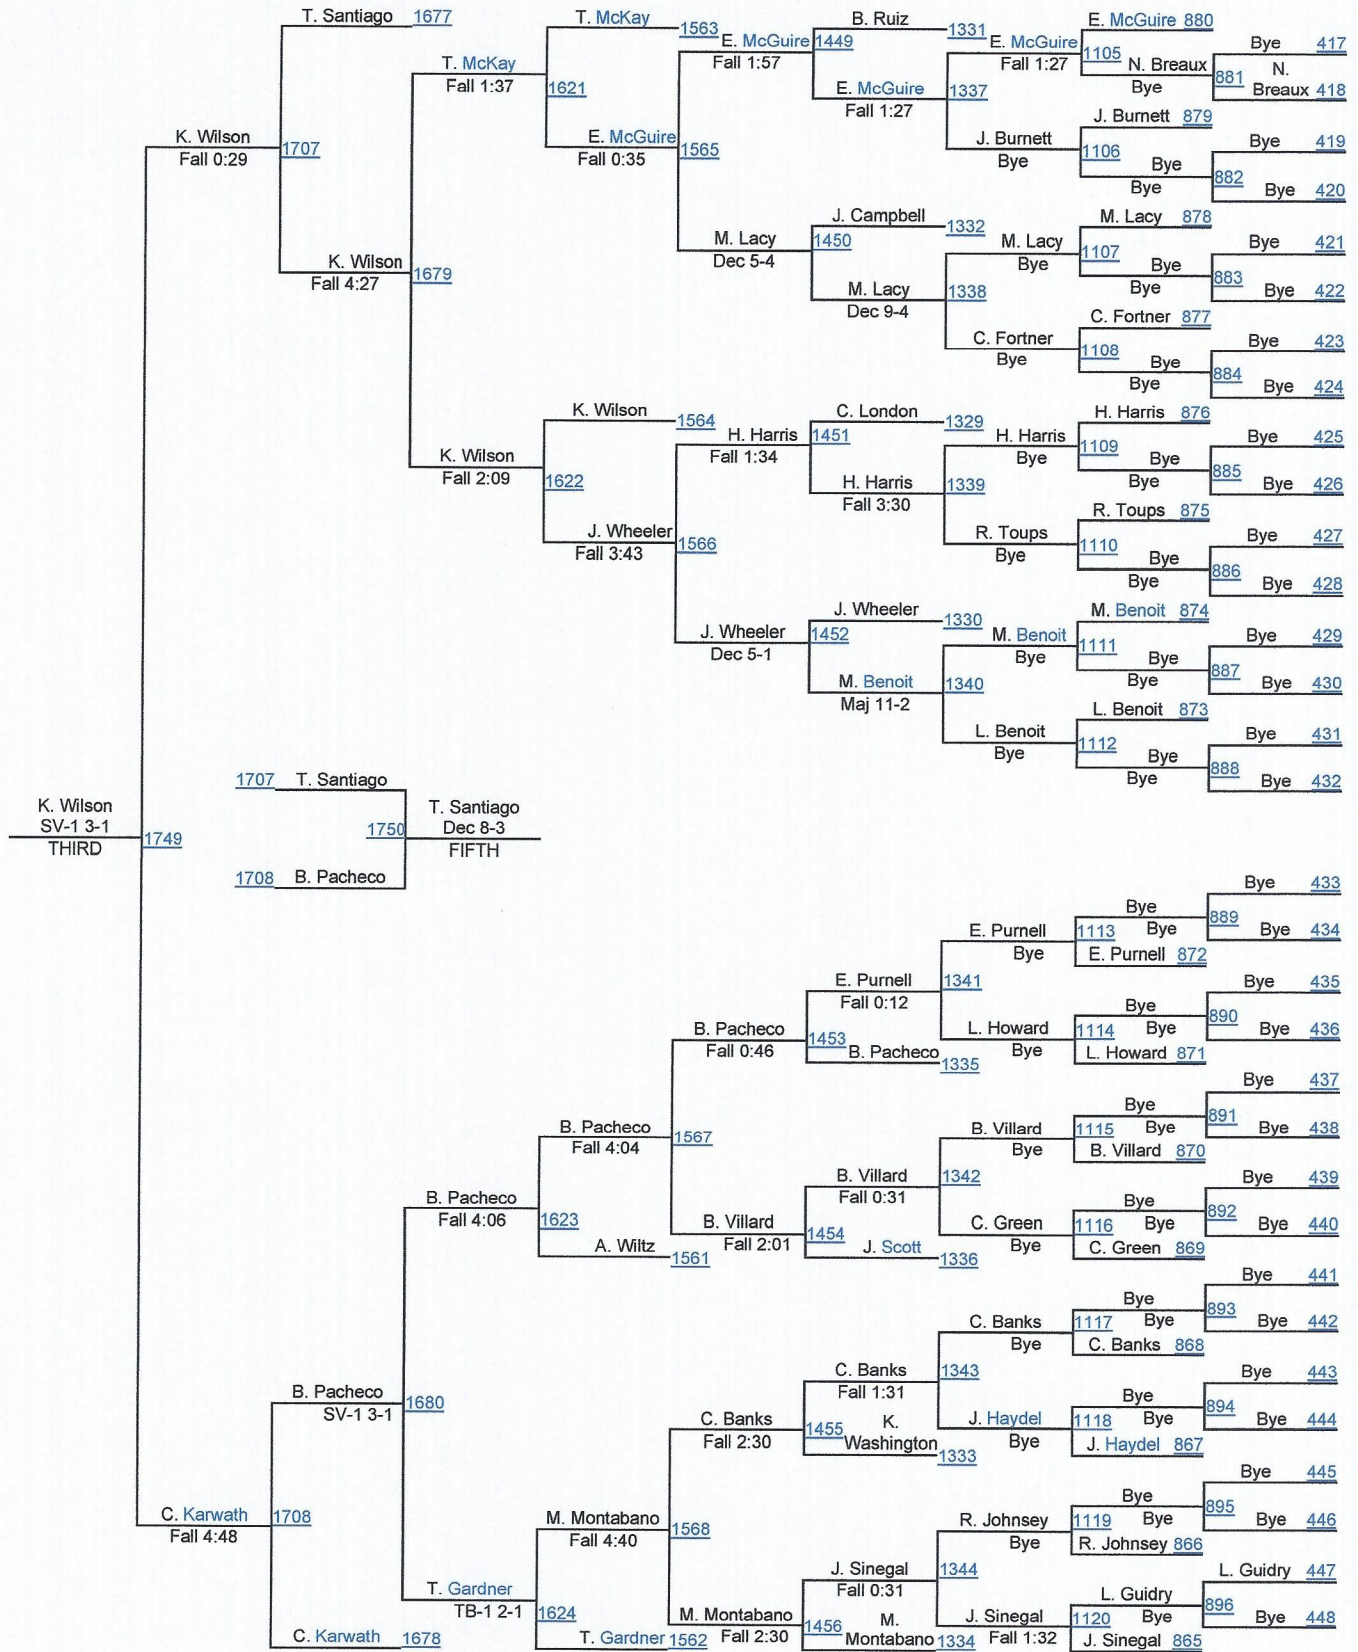 T. Santiago 1677
T. McKay 1563
B. Ruiz 1331
E. McGuire 880
Bye 417
E. McGuire 1449
Fall 1:57
E. McGuire 1105
Fall 1:27
N. Breaux 881
Bye
N.
Breaux 418
T. McKay 1621
Fall 1:37
E. McGuire 1337
Fall 1:27
J. Burnett 879
K. Wilson 1707
Fall 0:29
E. McGuire 1565
Fall 0:35
J. Burnett 1106
Bye
Bye 882
Bye
Bye 419
Bye 420
J. Campbell 1332
M. Lacy 878
M. Lacy 1450
Dec 5-4
M. Lacy 1107
Bye
Bye 883
Bye
Bye 421
Bye 422
K. Wilson 1679
Fall 4:27
M. Lacy 1338
Dec 9-4
C. Fortner 877
C. Fortner 1108
Bye
Bye 884
Bye
Bye 423
Bye 424
K. Wilson 1564
C. London 1329
H. Harris 876
H. Harris 1451
Fall 1:34
H. Harris 1109
Bye
Bye 885
Bye
Bye 425
Bye 426
K. Wilson 1622
Fall 2:09
H. Harris 1339
Fall 3:30
R. Toups 875
J. Wheeler 1566
Fall 3:43
R. Toups 1110
Bye
Bye 886
Bye
Bye 427
Bye 428
J. Wheeler 1330
M. Benoit 874
J. Wheeler 1452
Dec 5-1
M. Benoit 1111
Bye
Bye 887
Bye
Bye 429
Bye 430
M. Benoit 1340
Maj 11-2
L. Benoit 873
L. Benoit 1112
Bye
Bye 888
Bye
Bye 431
Bye 432
K. Wilson
SV-1 3-1
THIRD
1749
1707 T. Santiago
1750
T. Santiago
Dec 8-3
FIFTH
1708 B. Pacheco
Bye 433
Bye 889
Bye
Bye 434
E. Purnell 1113
Bye
E. Purnell 872
E. Purnell 1341
Fall 0:12
Bye 435
Bye 890
Bye
Bye 436
B. Pacheco 1453
Fall 0:46
L. Howard 1114
Bye
L. Howard 871
B. Pacheco 1335
Bye 437
Bye 891
Bye
Bye 438
B. Pacheco 1567
Fall 4:04
B. Villard 1115
Bye
B. Villard 870
B. Villard 1342
Fall 0:31
Bye 439
Bye 892
Bye
Bye 440
B. Pacheco 1623
Fall 4:06
B. Villard 1454
Fall 2:01
C. Green 1116
Bye
C. Green 869
A. Wiltz 1561
J. Scott 1336
Bye 441
Bye 893
Bye
Bye 442
C. Banks 1117
Bye
C. Banks 868
C. Banks 1343
Fall 1:31
Bye 443
Bye 894
Bye
Bye 444
B. Pacheco 1680
SV-1 3-1
C. Banks 1455
Fall 2:30
K.
Washington 1333
J. Haydel 1118
Bye
J. Haydel 867
Bye 445
Bye 895
Bye
Bye 446
C. Karwath 1708
Fall 4:48
M. Montabano 1568
Fall 4:40
R. Johnsey 1119
Bye
R. Johnsey 866
J. Sinegal 1344
Fall 0:31
L. Guidry 447
T. Gardner 1624
TB-1 2-1
L. Guidry 896
Bye
Bye 448
M. Montabano 1456
Fall 2:30
M.
Montabano 1334
J. Sinegal 1120
Fall 1:32
J. Sinegal 865
C. Karwath 1678
T. Gardner 1562